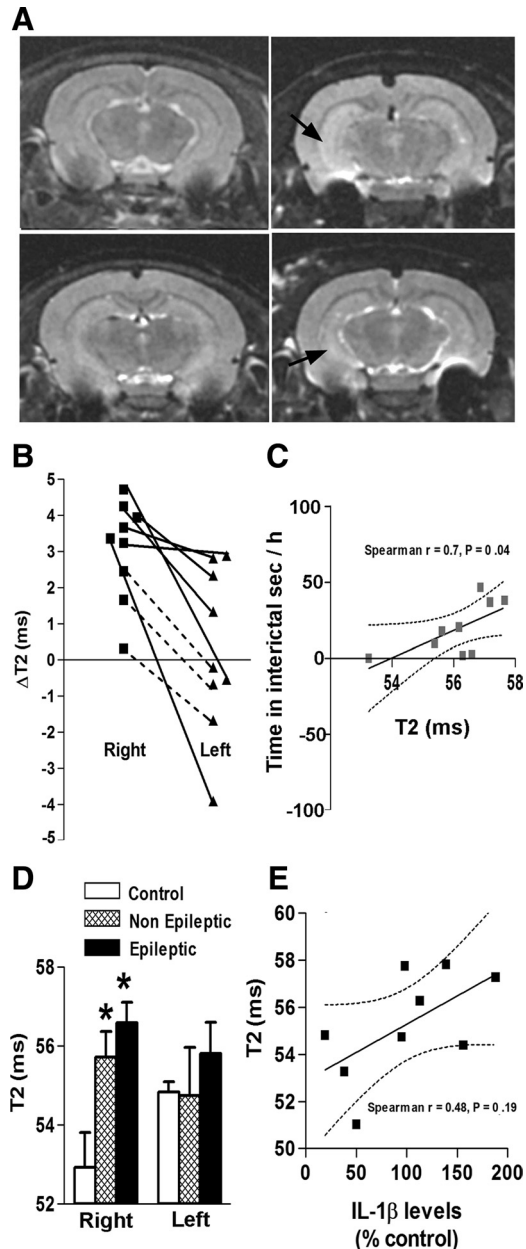 A
B
5
4
3
2
1
0
-1
-2
-3
-4
-5
ΔT2 (ms)
Right
Left
C
100
50
0
-50
-100
Time in interictal sec / h
Spearman r = 0.7, P = 0 .04
54
56
58
T2 (ms)
D
Control
Non Epileptic
Epileptic
58
56
54
52
T2 (ms)
*
*
Right
Left
E
60
58
56
54
52
50
T2 (ms)
Spearman r = 0.48, P = 0 .19
0
50
100
150
200
IL-1β levels
(% control)